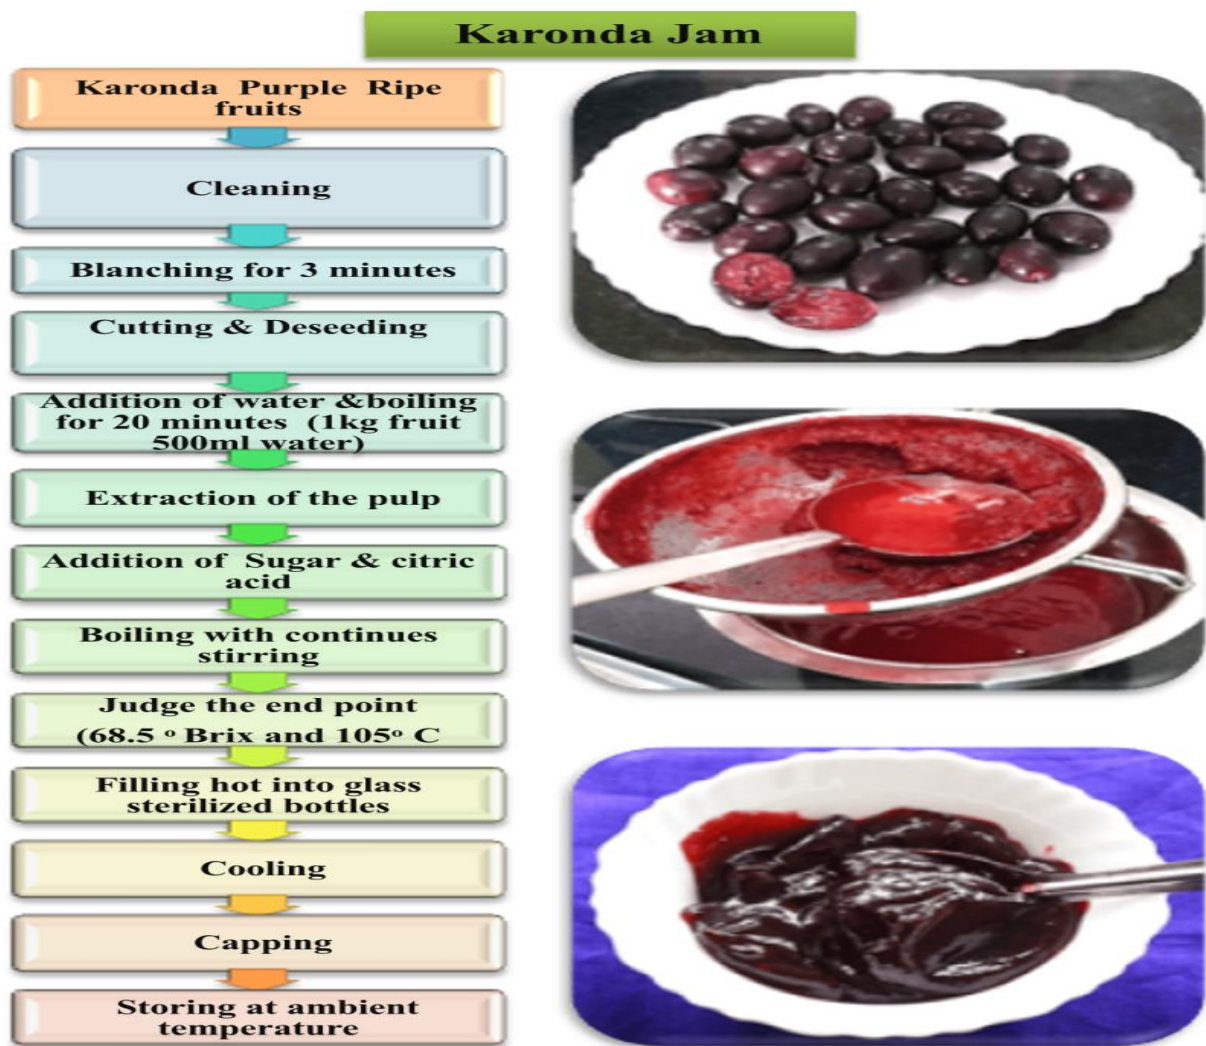 Karonda Jam
Karonda Purple Ripe
fruits
Cleaning
Blanching for 3 minutes
Cutting & Deseeding
Addition of water &boiling
for 20 minutes (1kg fruit
500ml water)
Extraction of the pulp
Addition of Sugar & citric
acid
Boiling with continues
stirring
Judge the end point
(68.5 º Brix and 105º C
Filling hot into glass
sterilized bottles
Cooling
Capping
Storing at ambient
temperature